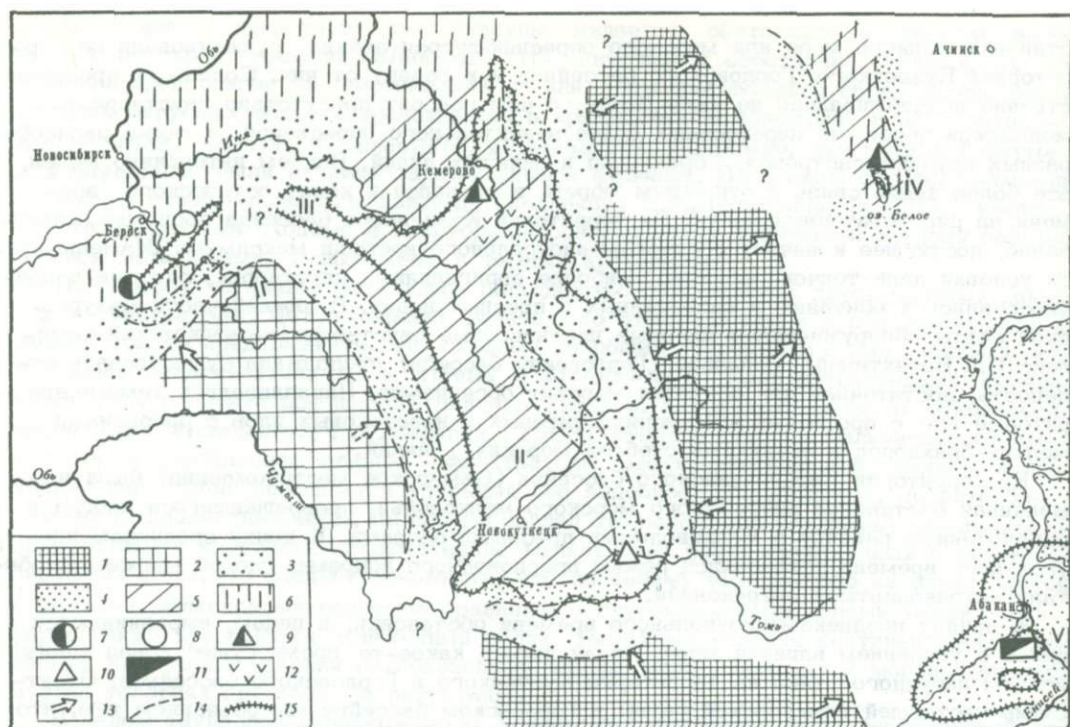 Обь
Ачинск
Новосибирск
Иня
Кемерово
?
III
IV
оз. Белое
Бердск
I
II
Обь
Чумыш
Новокузнецк
Томь
?
Абакан
V
Енисей
1 2 3
4 5 6
7 8 9
10 11 12
13 14 15